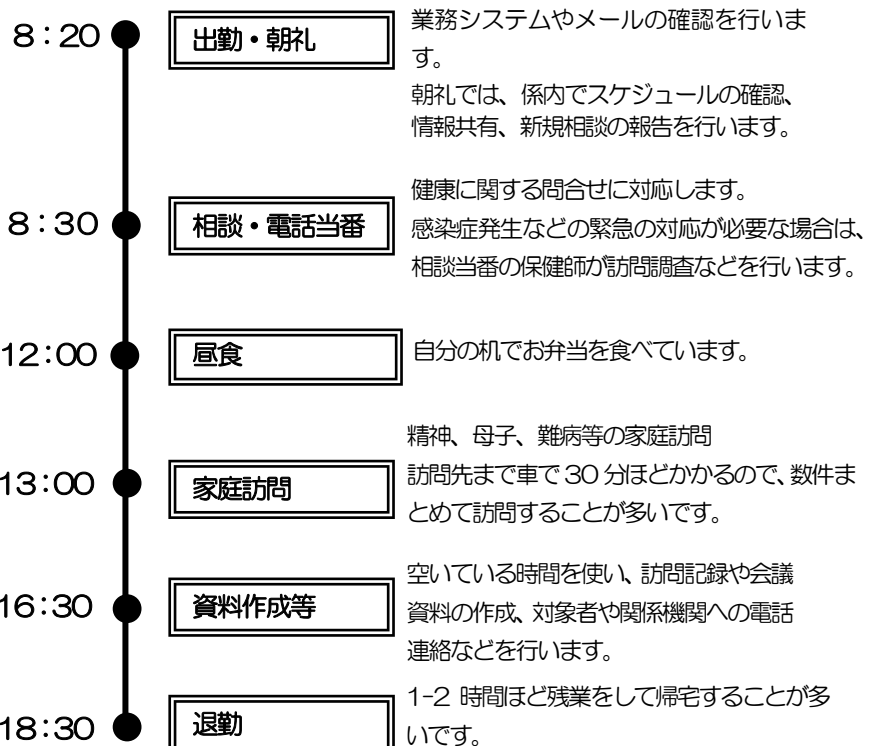 8：20
出勤・朝礼
業務システムやメールの確認を行いま
す。
朝礼では、係内でスケジュールの確認、
情報共有、新規相談の報告を行います。
8：30
相談・電話当番
健康に関する問合せに対応します。
感染症発生などの緊急の対応が必要な場合は、
相談当番の保健師が訪問調査などを行います。
12：00
昼食
自分の机でお弁当を食べています。
13：00
家庭訪問
精神、母子、難病等の家庭訪問
訪問先まで車で30分ほどかかるので、数件ま
とめて訪問することが多いです。
16：30
資料作成等
空いている時間を使い、訪問記録や会議
資料の作成、対象者や関係機関への電話
連絡などを行います。
18：30
退勤
1-2 時間ほど残業をして帰宅することが多
いです。